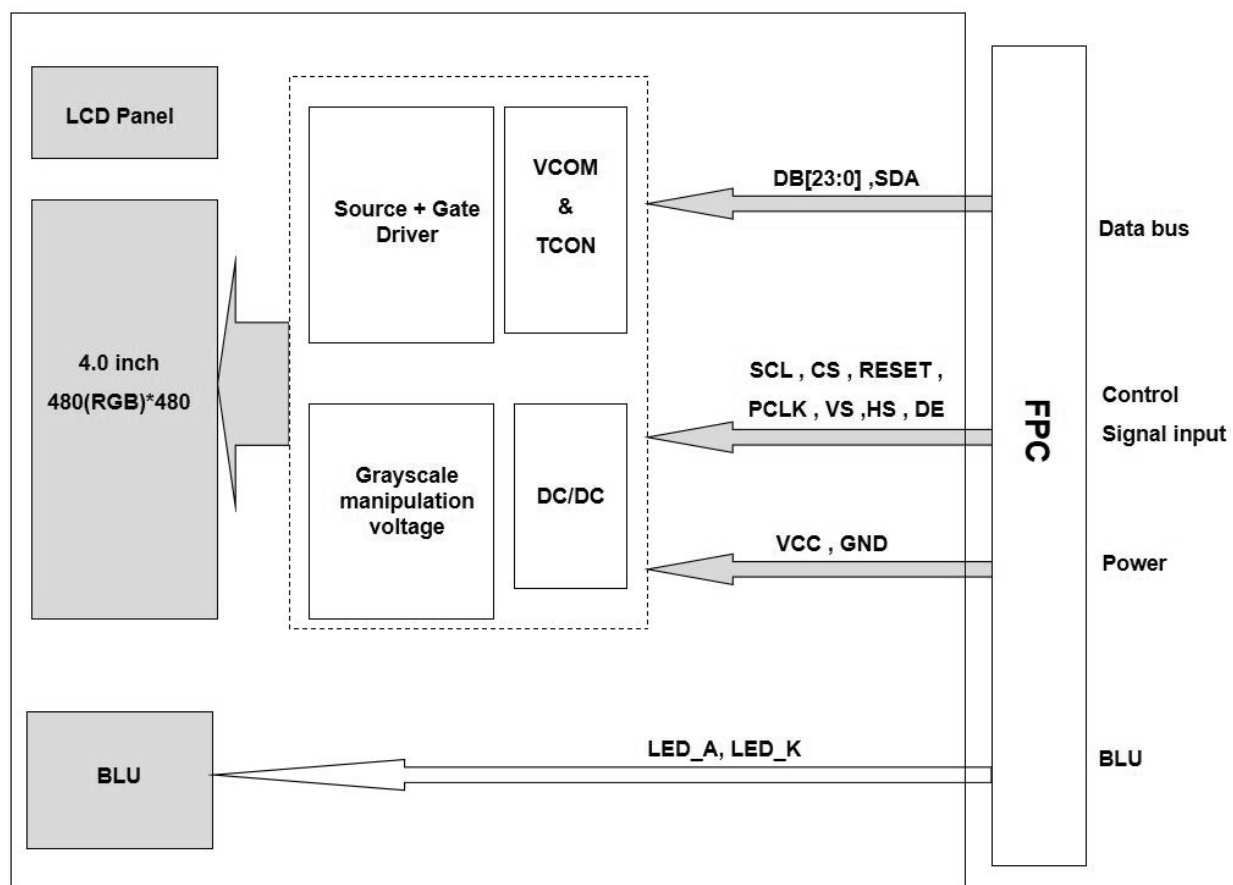 LCD Panel
4.0 inch
480(RGB)*480
Source + Gate
Driver
VCOM
&
TCON
Grayscale
manipulation
voltage
DC/DC
DB[23:0] ,SDA
SCL , CS , RESET ,
PCLK , VS ,HS , DE
VCC , GND
BLU
LED_A, LED_K
FPC
Data bus
Control
Signal input
Power
BLU